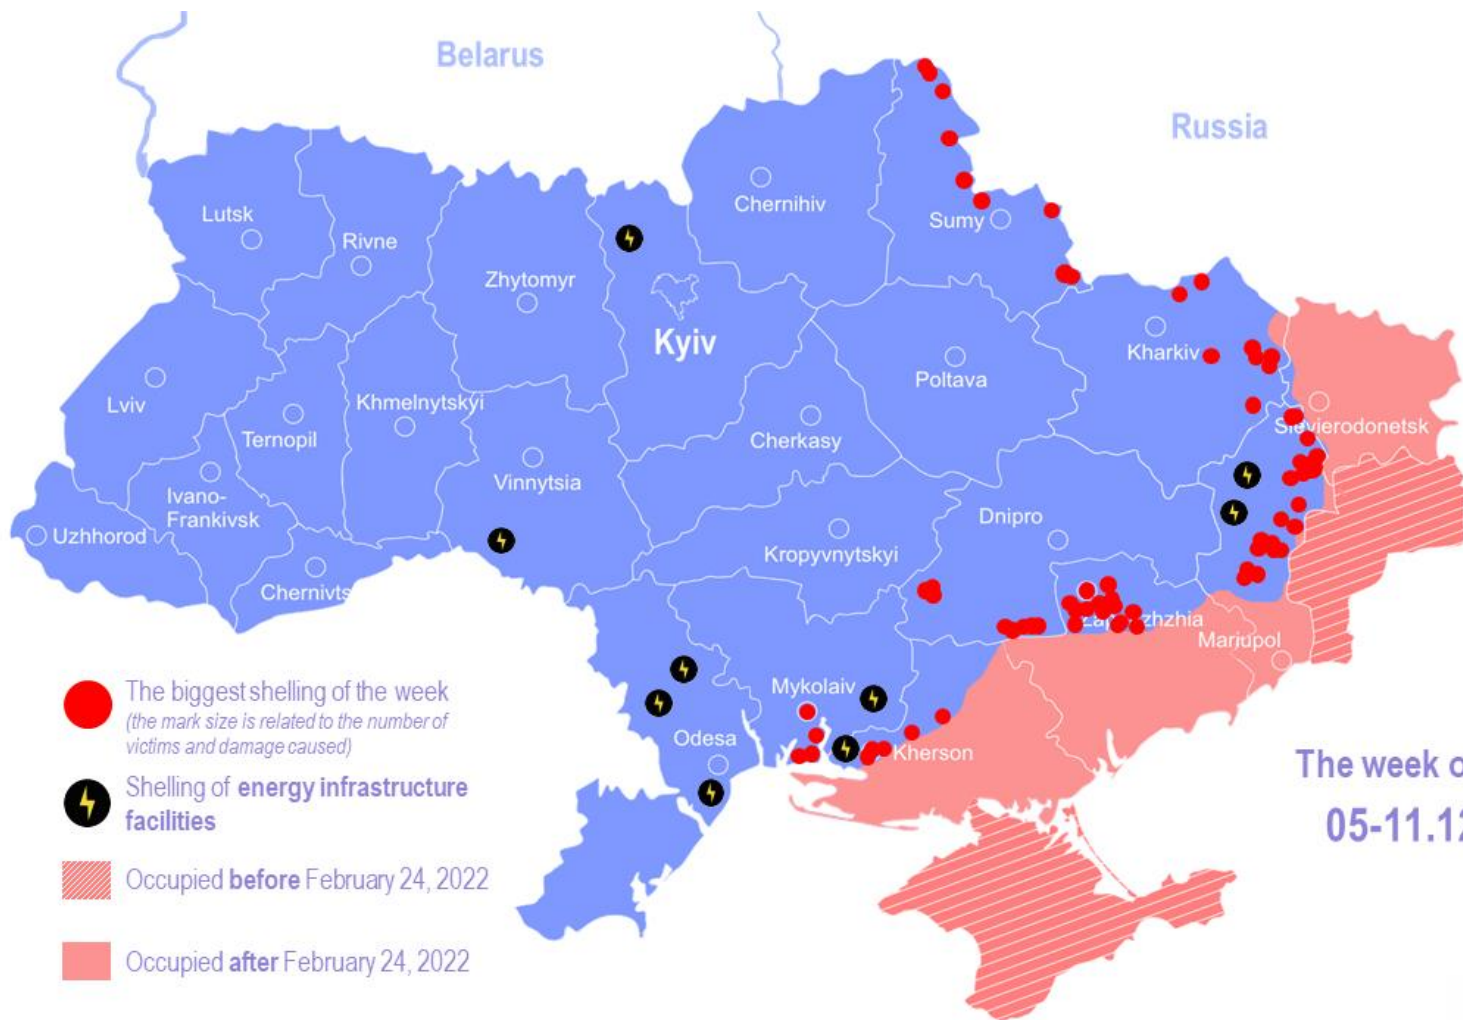 Belarus
Russia
Chernihiv
Lutsk
Sumy
Rivne
Zhytomyr
Kyiv
Kharkiv
Poltava
Lviv
Khmelnytskyi
Ternopil
Cherkasy
Sievierodonetsk
Vinnytsia
Ivano-
Frankivsk
Dnipro
Uzhhorod
Kropyvnytskyi
Chernivts
Mariupol
Mykolaiv
Odesa
Kherson
The biggest shelling of the week
(the mark size is related to the number of
victims and damage caused)
Shelling of energy infrastructure
facilities
Occupied before February 24, 2022
Occupied after February 24, 2022
The week o
05-11.12